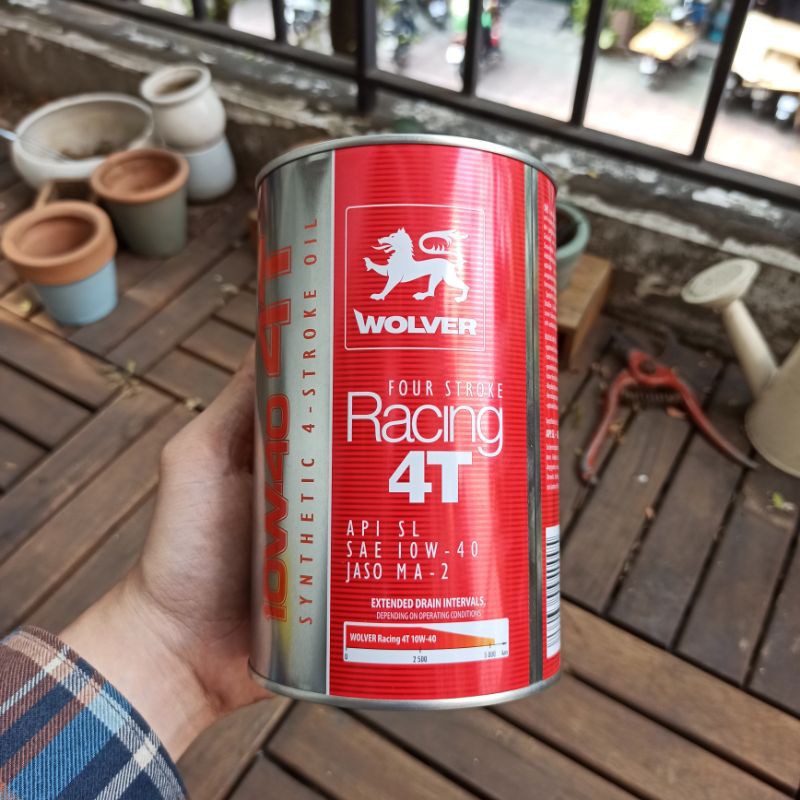 10W40 4T
SYNTHETIC 4-STROKE OIL
WOLVER
FOUR STROKE
Racing
4T
API SL
SAE 10W-40
JASO MA-2
EXTENDED DRAIN INTERVALS,
DEPENDING ON OPERATING CONDITIONS
WOLVER Racing 4T 10W-40
0 2 500 5 000 km